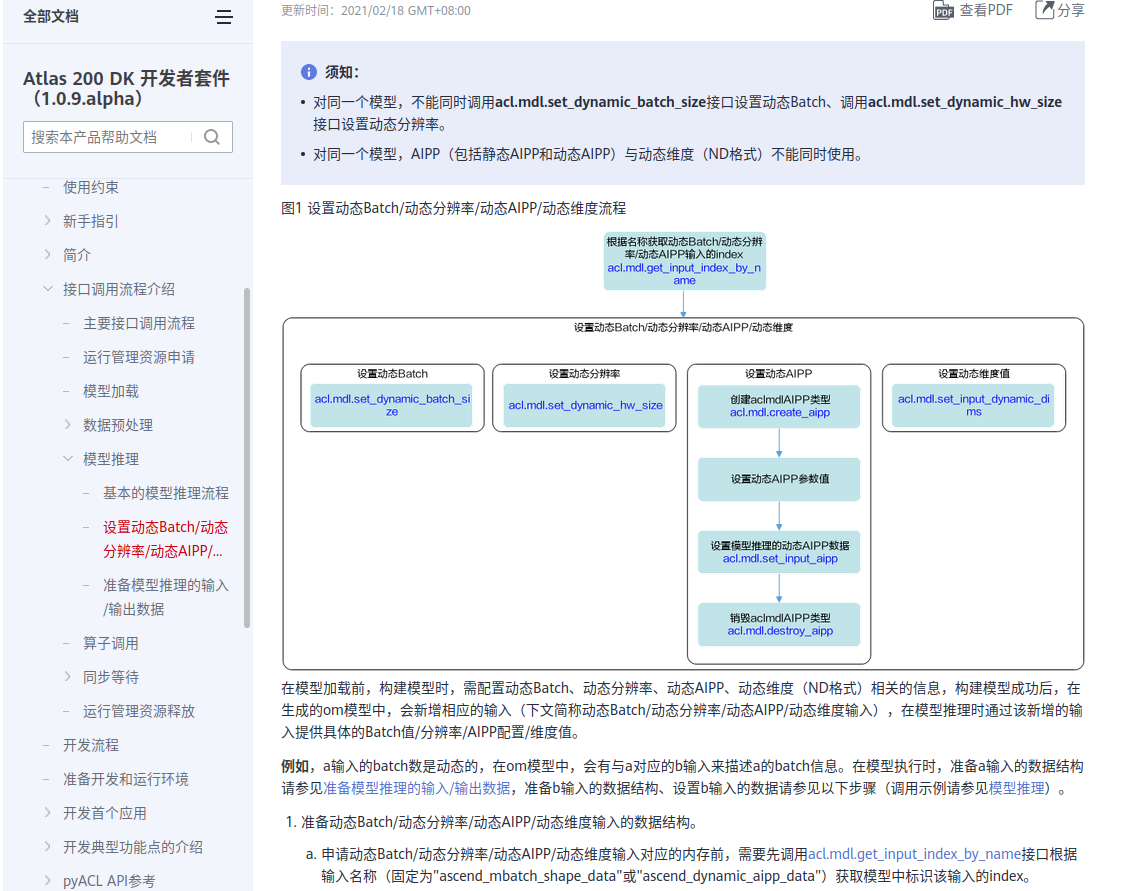 全部文档
Atlas 200 DK 开发者套件
（1.0.9.alpha）
搜索本产品帮助文档
使用约束
新手指引
简介
接口调用流程介绍
主要接口调用流程
运行管理资源申请
模型加载
数据预处理
模型推理
基本的模型推理流程
设置动态Batch/动态
分辨率/动态AIPP/...
准备模型推理的输入
/输出数据
算子调用
同步等待
运行管理资源释放
开发流程
准备开发和运行环境
开发首个应用
开发典型功能点的介绍
pyACL API参考
更新时间：2021/02/18 GMT+08:00
PDF 查看PDF
分享
须知：
• 对同一个模型，不能同时调用acl.mdl.set_dynamic_batch_size接口设置动态Batch、调用acl.mdl.set_dynamic_hw_size
接口设置动态分辨率。
• 对同一个模型，AIPP（包括静态AIPP和动态AIPP）与动态维度（ND格式）不能同时使用。
图1 设置动态Batch/动态分辨率/动态AIPP/动态维度流程
根据名称获取动态Batch/动态分辨
率/动态AIPP输入的index
acl.mdl.get_input_index_by_n
ame
设置动态Batch/动态分辨率/动态AIPP/动态维度
设置动态Batch
acl.mdl.set_dynamic_batch_si
ze
设置动态分辨率
acl.mdl.set_dynamic_hw_size
设置动态AIPP
创建aclmdlAIPP类型
acl.mdl.create_aipp
设置动态AIPP参数值
设置模型推理的动态AIPP数据
acl.mdl.set_input_aipp
销毁aclmdlAIPP类型
acl.mdl.destroy_aipp
设置动态维度值
acl.mdl.set_input_dynamic_di
ms
在模型加载前，构建模型时，需配置动态Batch、动态分辨率、动态AIPP、动态维度（ND格式）相关的信息，构建模型成功后，在
生成的om模型中，会新增相应的输入（下文简称动态Batch/动态分辨率/动态AIPP/动态维度输入），在模型推理时通过该新增的输
入提供具体的Batch值/分辨率/AIPP配置/维度值。
例如，a输入的batch数是动态的，在om模型中，会有与a对应的b输入来描述a的batch信息。在模型执行时，准备a输入的数据结构
请参见准备模型推理的输入/输出数据，准备b输入的数据结构、设置b输入的数据请参见以下步骤（调用示例请参见模型推理）。
1. 准备动态Batch/动态分辨率/动态AIPP/动态维度输入的数据结构。
a. 申请动态Batch/动态分辨率/动态AIPP/动态维度输入对应的内存前，需要先调用acl.mdl.get_input_index_by_name接口根据
输入名称（固定为"ascend_mbatch_shape_data"或"ascend_dynamic_aipp_data"）获取模型中标识该输入的index。